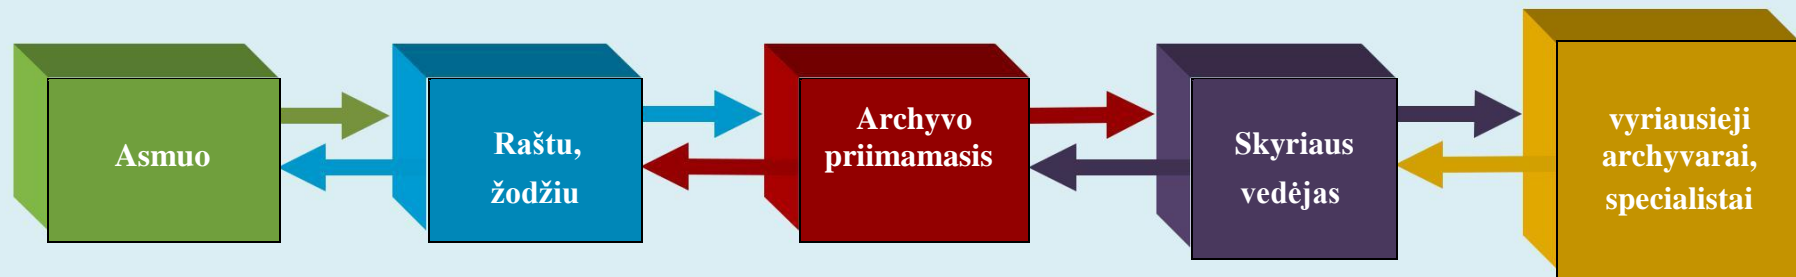 Asmuo
Raštu,
žodžiu
Archyvo
priimamasis
Skyriaus
vedėjas
vyriausieji
archyvarai,
specialistai